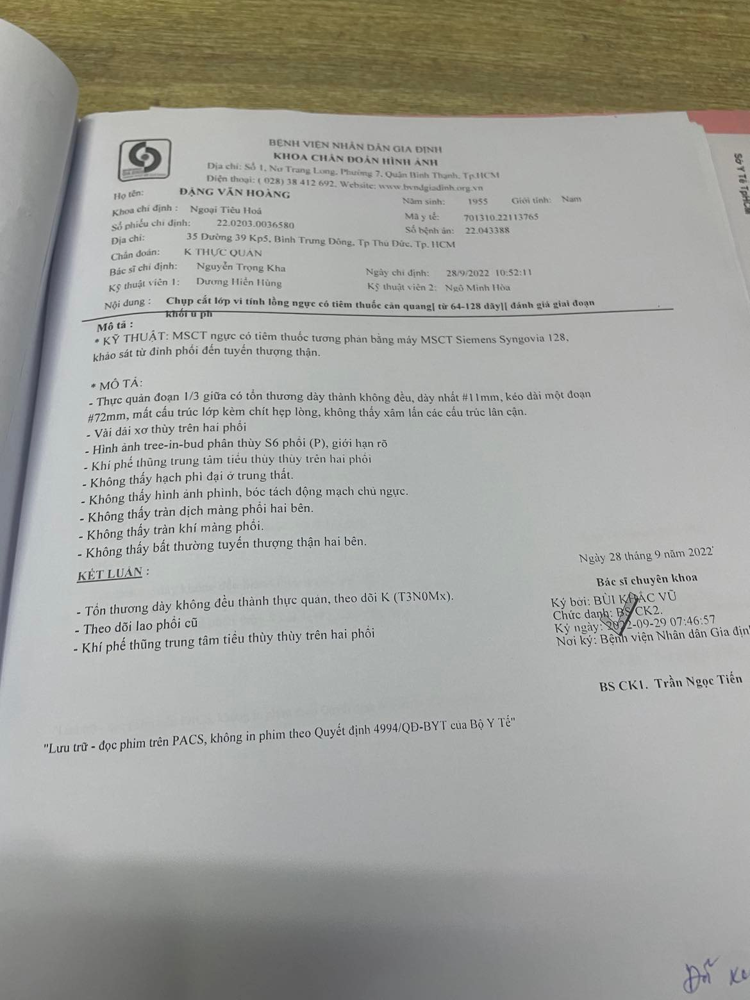 BỆNH VIỆN NHÂN DÂN GIA ĐỊNH
KHOA CHẨN ĐOÁN HÌNH ẢNH
Địa chỉ: Số 1, Nơ Trang Long, Phường 7, Quận Bình Thạnh, Tp.HCM
Điện thoại: ( 028) 38 412 692, Website: www.bvndgiadinh.org.vn
Họ tên: ĐẶNG VĂN HOÀNG Năm sinh: 1955 Giới tính: Nam
Khoa chỉ định : Ngoại Tiêu Hoá Mã y tế: 701310.22113765
Số phiếu chỉ định: 22.0203.0036580 Số bệnh án: 22.043388
Địa chỉ: 35 Đường 39 Kp5, Bình Trưng Đông, Tp Thủ Đức, Tp. HCM
Chẩn đoán: K THỰC QUẢN
Bác sĩ chỉ định: Nguyễn Trọng Kha Ngày chỉ định: 28/9/2022 10:52:11
Kỹ thuật viên 1: Dương Hiển Hùng Kỹ thuật viên 2: Ngô Minh Hòa
Nội dung : Chụp cắt lớp vi tính lồng ngực có tiêm thuốc cản quang[ từ 64-128 dãy][ đánh giá giai đoạn
khối u ph
Mô tả :
* KỸ THUẬT: MSCT ngực có tiêm thuốc tương phản bằng máy MSCT Siemens Syngovia 128,
khảo sát từ đỉnh phổi đến tuyến thượng thận.
* MÔ TẢ:
- Thực quản đoạn 1/3 giữa có tổn thương dày thành không đều, dày nhất #11mm, kéo dài một đoạn
#72mm, mất cấu trúc lớp kèm chít hẹp lòng, không thấy xâm lấn các cấu trúc lân cận.
- Vài dải xơ thùy trên hai phổi
- Hình ảnh tree-in-bud phân thùy S6 phổi (P), giới hạn rõ
- Khí phế thũng trung tâm tiểu thùy thùy trên hai phổi
- Không thấy hạch phì đại ở trung thất.
- Không thấy hình ảnh phình, bóc tách động mạch chủ ngực.
- Không thấy tràn dịch màng phổi hai bên.
- Không thấy tràn khí màng phổi.
- Không thấy bất thường tuyến thượng thận hai bên.
KẾT LUẬN :
- Tổn thương dày không đều thành thực quản, theo dõi K (T3N0Mx).
- Theo dõi lao phổi cũ
- Khí phế thũng trung tâm tiểu thùy thùy trên hai phổi
Ngày 28 tháng 9 năm 2022
Bác sĩ chuyên khoa
Ký bởi: BÙI KHẮC VŨ
Chức danh: BS CK2.
Ký ngày: 2022-09-29 07:46:57
Nơi ký: Bệnh viện Nhân dân Gia địn
BS CK1. Trần Ngọc Tiến
"Lưu trữ - đọc phim trên PACS, không in phim theo Quyết định 4994/QĐ-BYT của Bộ Y Tế"
Sở Y Tế TpHCM
Đã